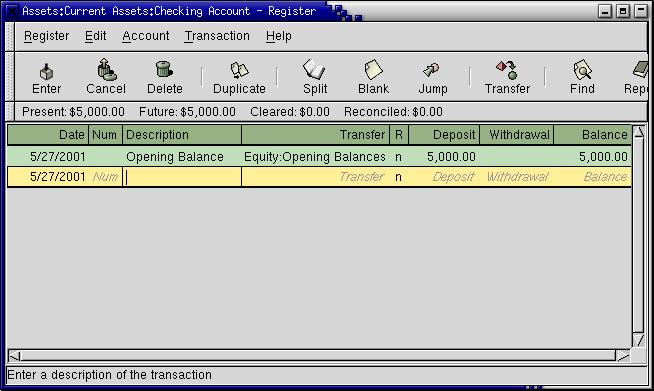 Assets:Current Assets:Checking Account - Register
Register Edit Account Transaction Help
Enter Cancel Delete Duplicate Split Blank Jump Transfer Find Repo
Present: $5,000.00 Future: $5,000.00 Cleared: $0.00 Reconciled: $0.00
Date Num Description Transfer R Deposit Withdrawal Balance
5/27/2001 Opening Balance Equity:Opening Balances n 5,000.00 5,000.00
5/27/2001 Num Transfer n Deposit Withdrawal Balance
Enter a description of the transaction